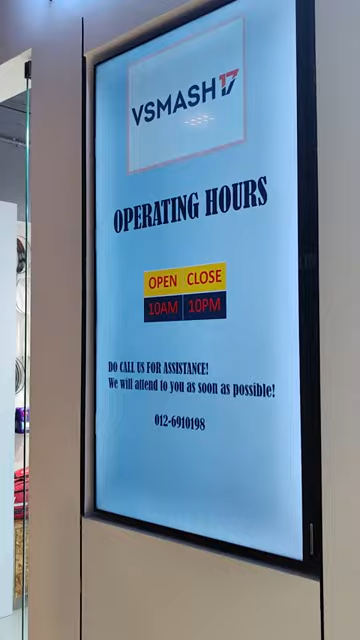 VSMASH17
OPERATING HOURS
OPEN CLOSE
10AM 10PM
DO CALL US FOR ASSISTANCE!
We will attend to you as soon as possible!
012-6910198